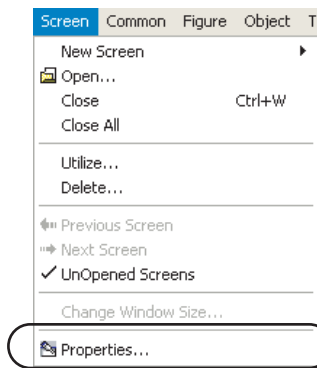 Screen Common Figure Object T
New Screen
Open...
Close Ctrl+W
Close All
Utilize...
Delete...
Previous Screen
Next Screen
UnOpened Screens
Change Window Size...
Properties...